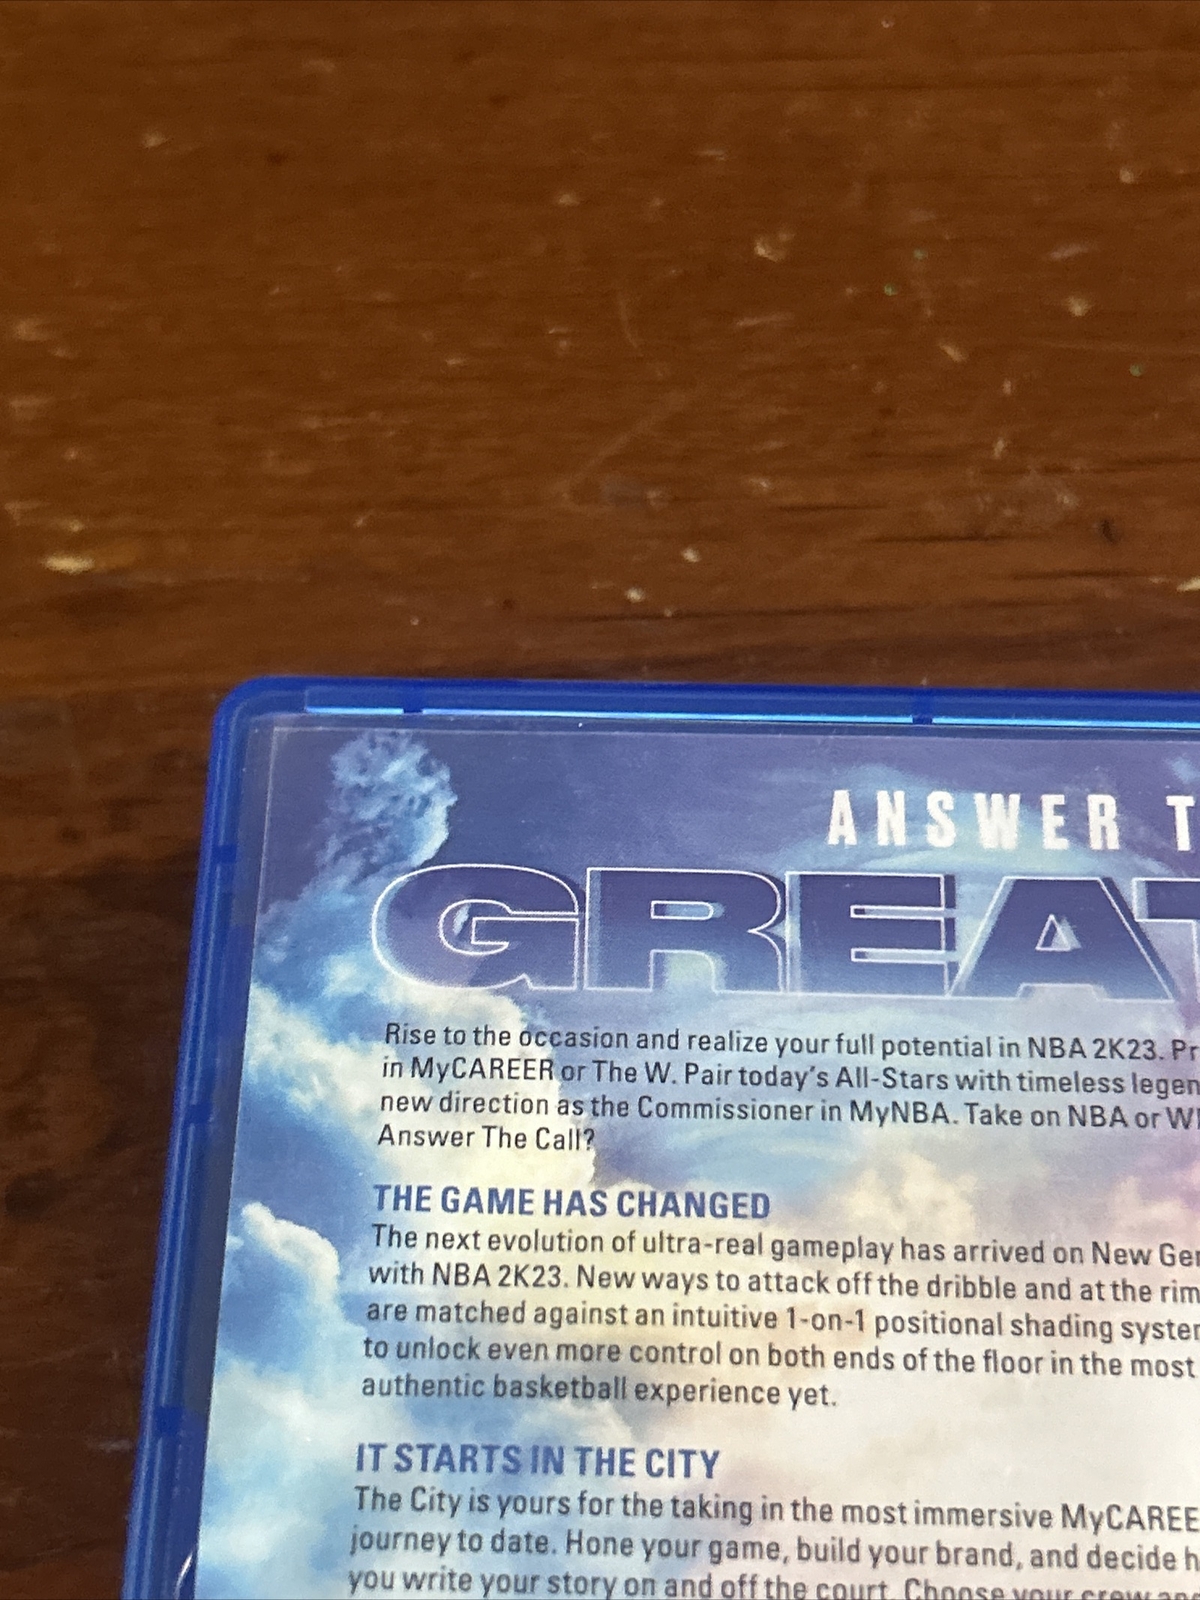 ANSWER T
GREAT
Rise to the occasion and realize your full potential in NBA 2K23. Pr
in MyCAREER or The W. Pair today's All-Stars with timeless legen
new direction as the Commissioner in MyNBA. Take on NBA or W
Answer The Call?
THE GAME HAS CHANGED
The next evolution of ultra-real gameplay has arrived on New Gen
with NBA 2K23. New ways to attack off the dribble and at the rim
are matched against an intuitive 1-on-1 positional shading system
to unlock even more control on both ends of the floor in the most
authentic basketball experience yet.
IT STARTS IN THE CITY
The City is yours for the taking in the most immersive MyCAREE
journey to date. Hone your game, build your brand, and decide h
you write your story on and off the court. Choose your crew and